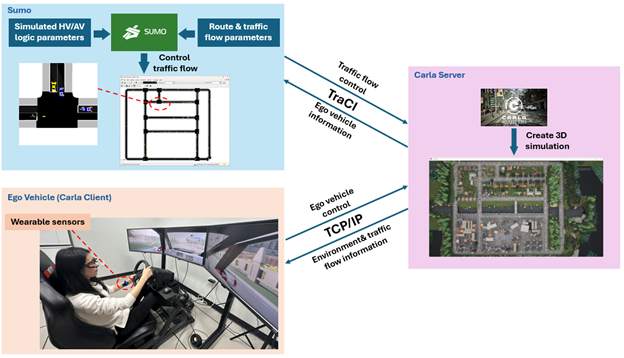 Sumo
Simulated HV/AV
logic parameters
SUMO
Route & traffic
flow parameters
Control
traffic flow
Traffic flow
control
TraCI
Ego vehicle
information
Carla Server
CARLA
Create 3D
simulation
Ego Vehicle (Carla Client)
Wearable sensors
Ego vehicle
control
TCP/IP
Environment& traffic
flow information